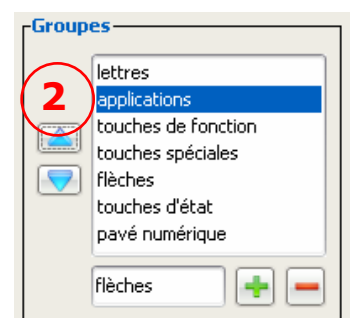 Groupes
lettres
2
applications
touches de fonction
touches spéciales
flèches
touches d'état
pavé numérique
flèches